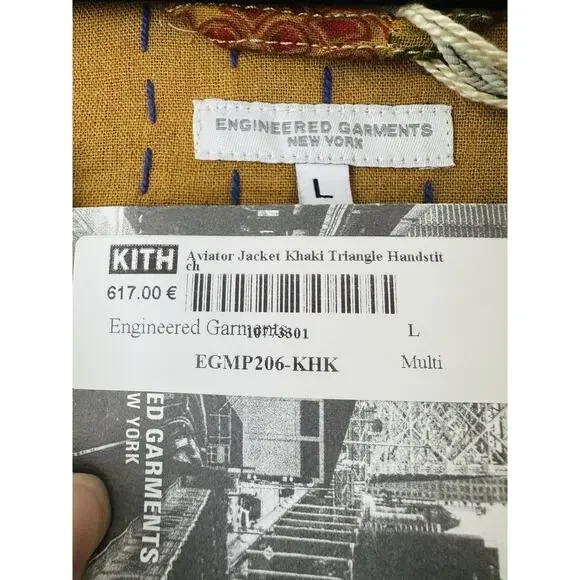 ENGINEERED GARMENTS
NEW YORK
L
KITH
Aviator Jacket Khaki Triangle Handstit
ch
617.00 €
Engineered Garments
L
EGMP206-KHK
Multi
ED GARMENTS
W YORK